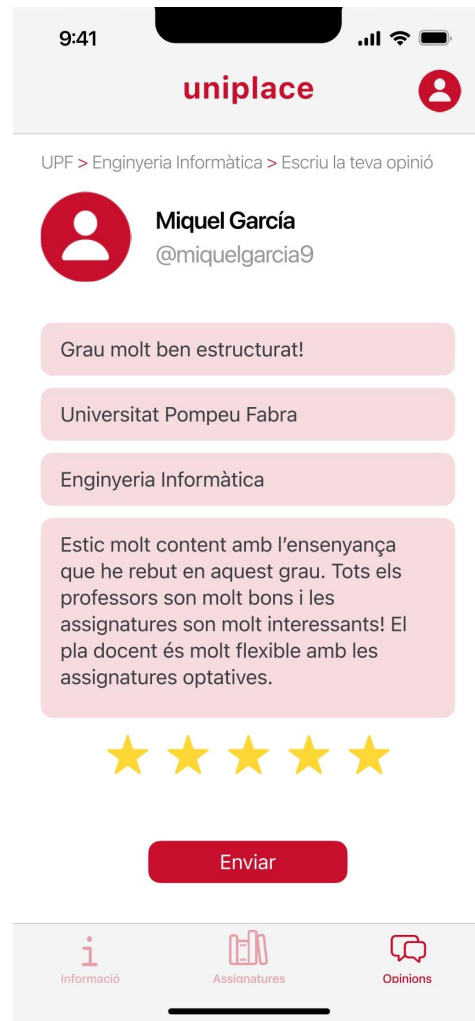 9:41
uniplace
UPF > Enginyeria Informàtica > Escriu la teva opinió
Miquel García
@miquelgarcia9
Grau molt ben estructurat!
Universitat Pompeu Fabra
Enginyeria Informàtica
Estic molt content amb l'ensenyança
que he rebut en aquest grau. Tots els
professors son molt bons i les
assignatures son molt interessants! El
pla docent és molt flexible amb les
assignatures optatives.
Enviar
Informació
Assignatures
Opinions